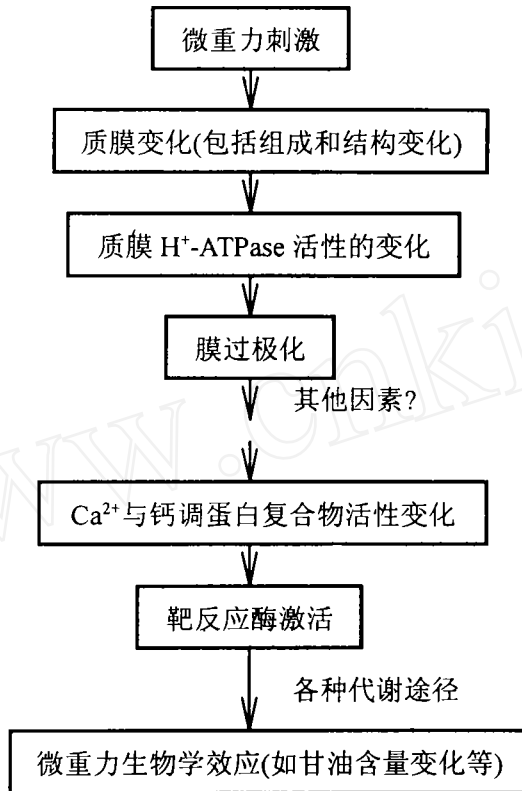 微重力刺激
质膜变化(包括组成和结构变化)
质膜 H⁺-ATPase 活性的变化
膜过极化
其他因素?
Ca²⁺与钙调蛋白复合物活性变化
靶反应酶激活
各种代谢途径
微重力生物学效应(如甘油含量变化等)
www.cnki